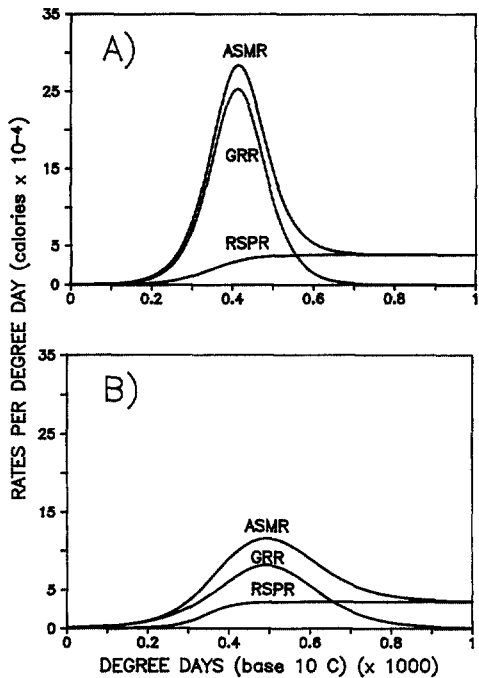 RATES PER DEGREE DAY (calories x 10-4)
A)
35
25
15
5
0
ASMR
GRR
RSPR
0 0.2 0.4 0.6 0.8 1
B)
35
25
15
5
0
ASMR
GRR
RSPR
0 0.2 0.4 0.6 0.8 1
DEGREE DAYS (base 10 C) (x 1000)